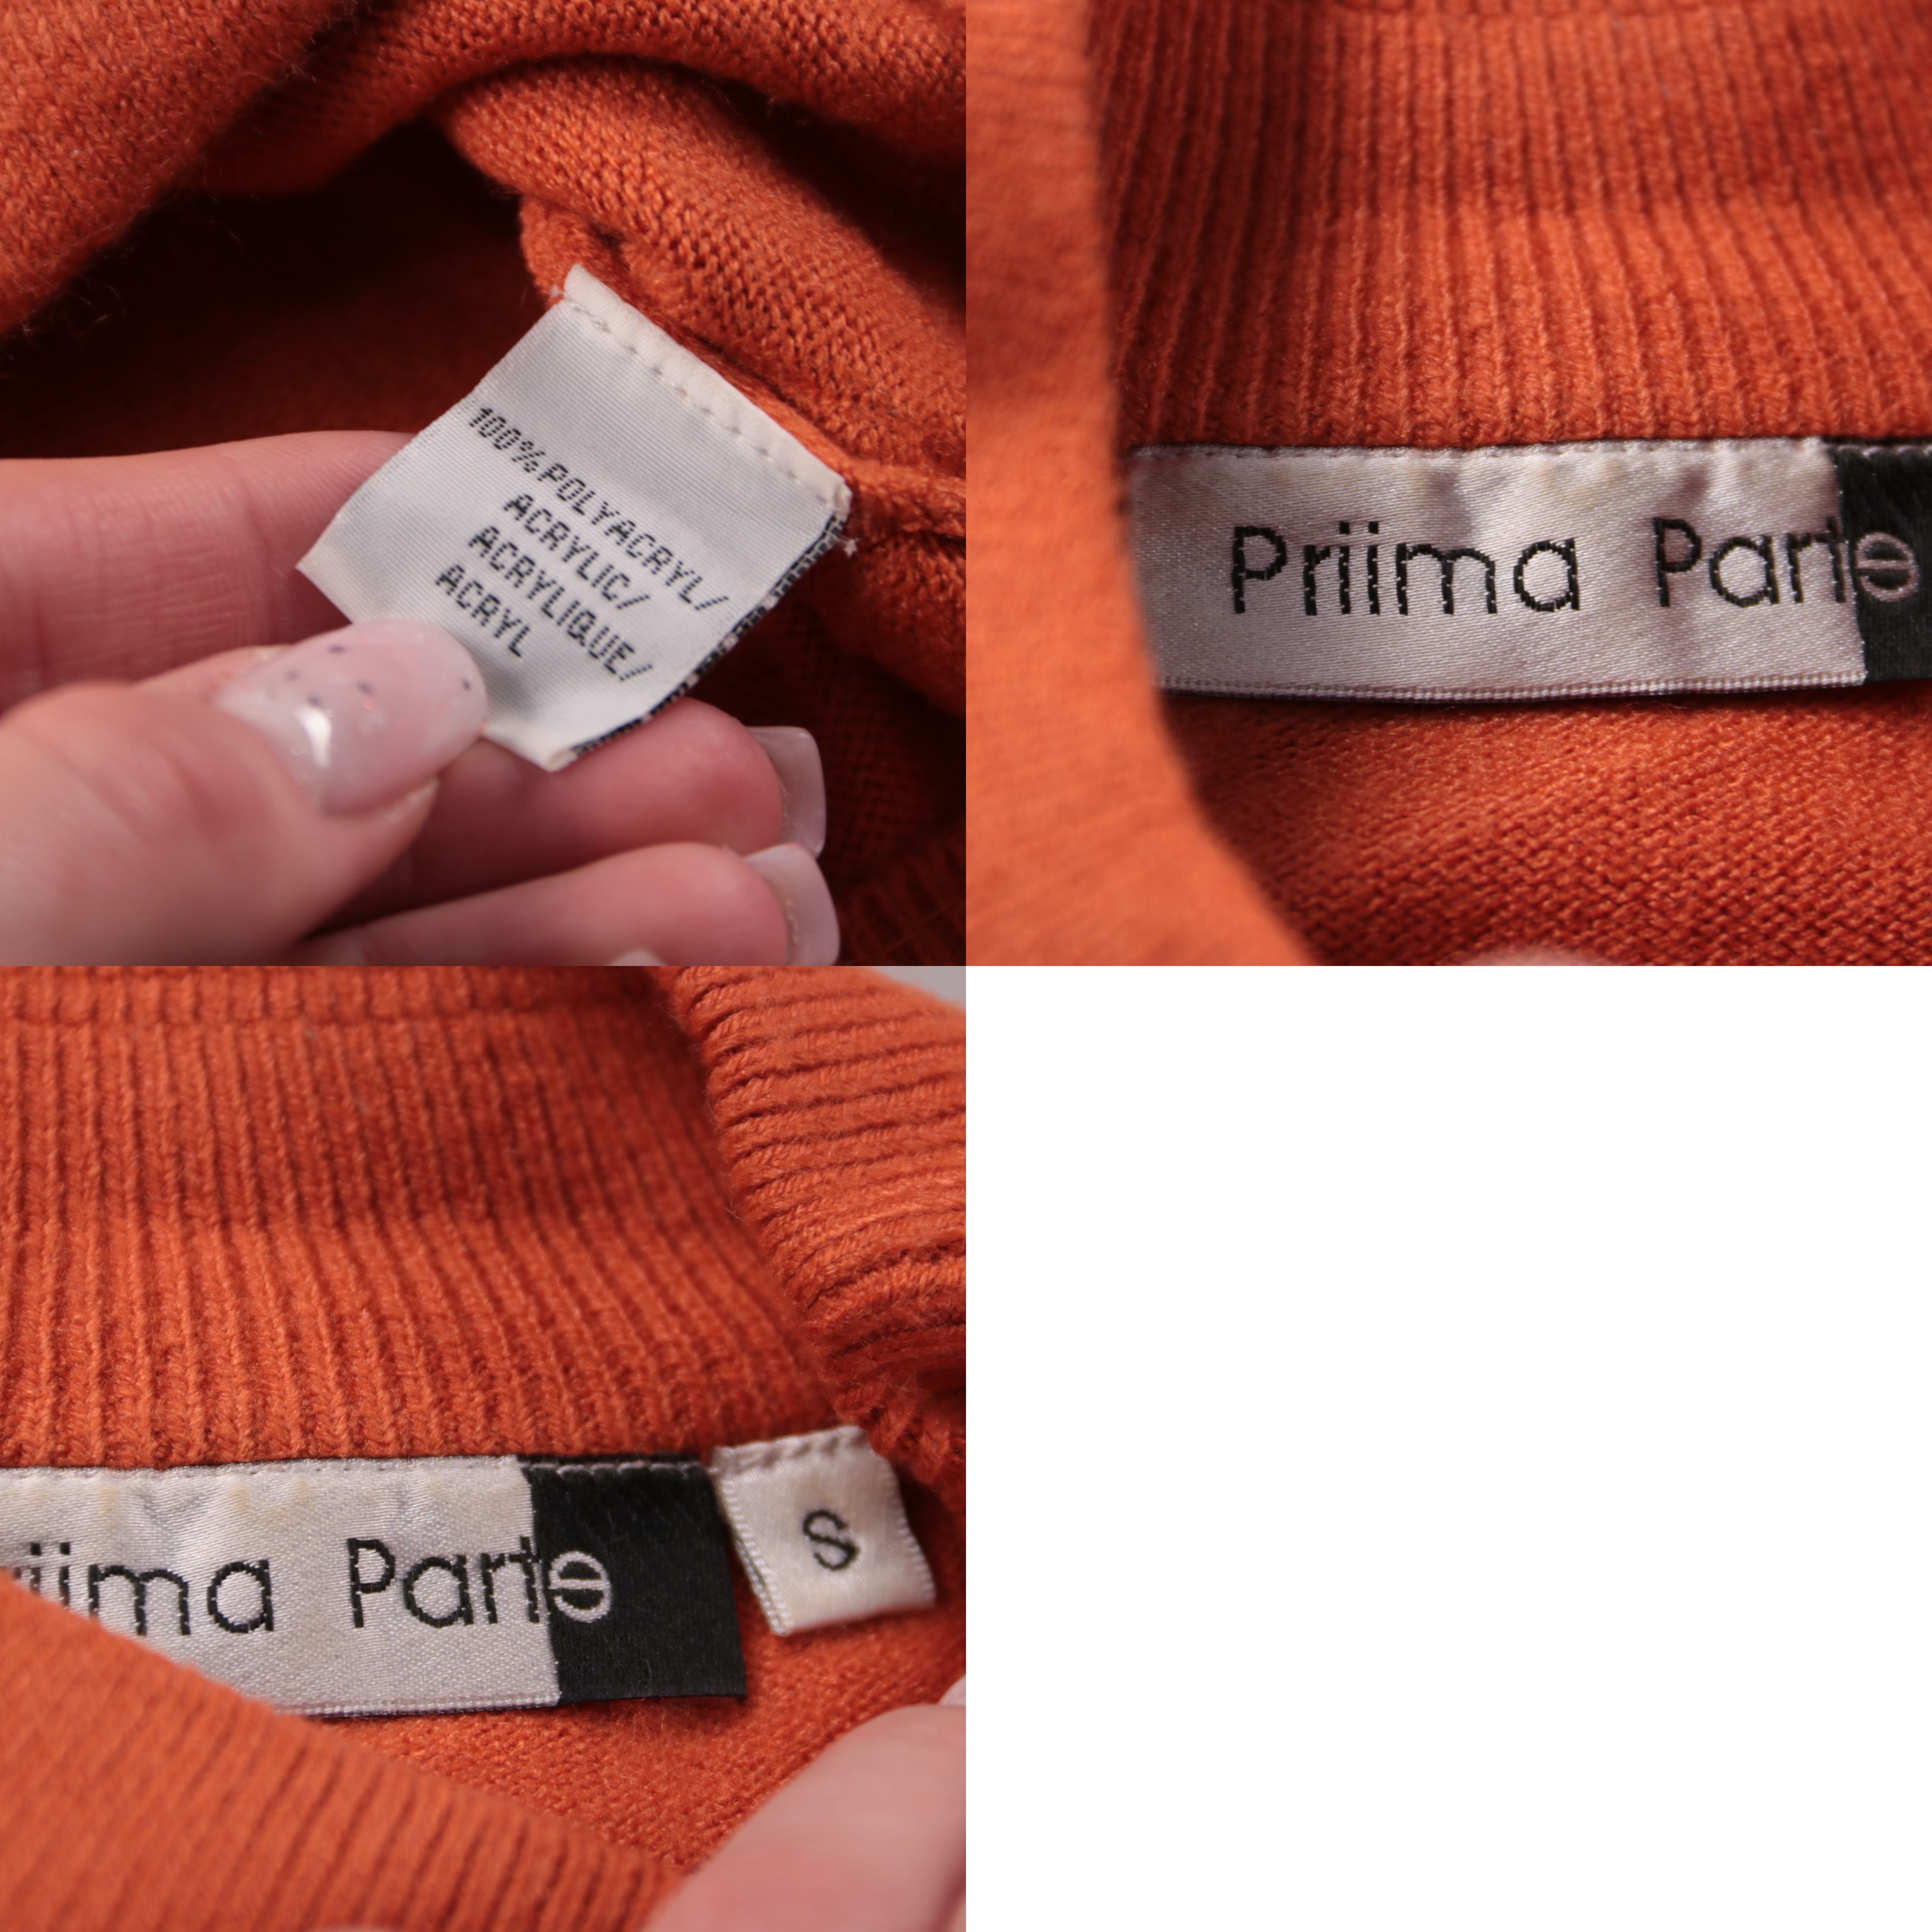 100%POLYACRYL/
ACRYLIC/
ACRYLIQUE/
ACRYL
Priima Parte
iima Parte
S